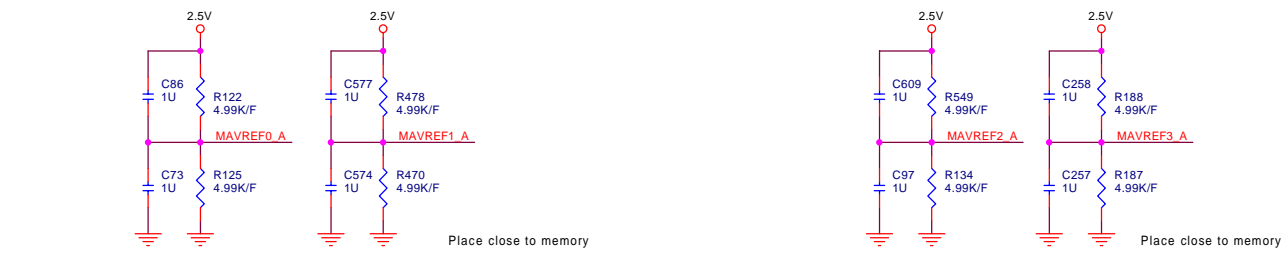 2.5V
2.5V
2.5V
2.5V
C86
1U
R122
4.99K/F
C577
1U
R478
4.99K/F
C609
1U
R549
4.99K/F
C258
1U
R188
4.99K/F
MAVREF0_A
MAVREF1_A
MAVREF2_A
MAVREF3_A
C73
1U
R125
4.99K/F
C574
1U
R470
4.99K/F
C97
1U
R134
4.99K/F
C257
1U
R187
4.99K/F
Place close to memory
Place close to memory